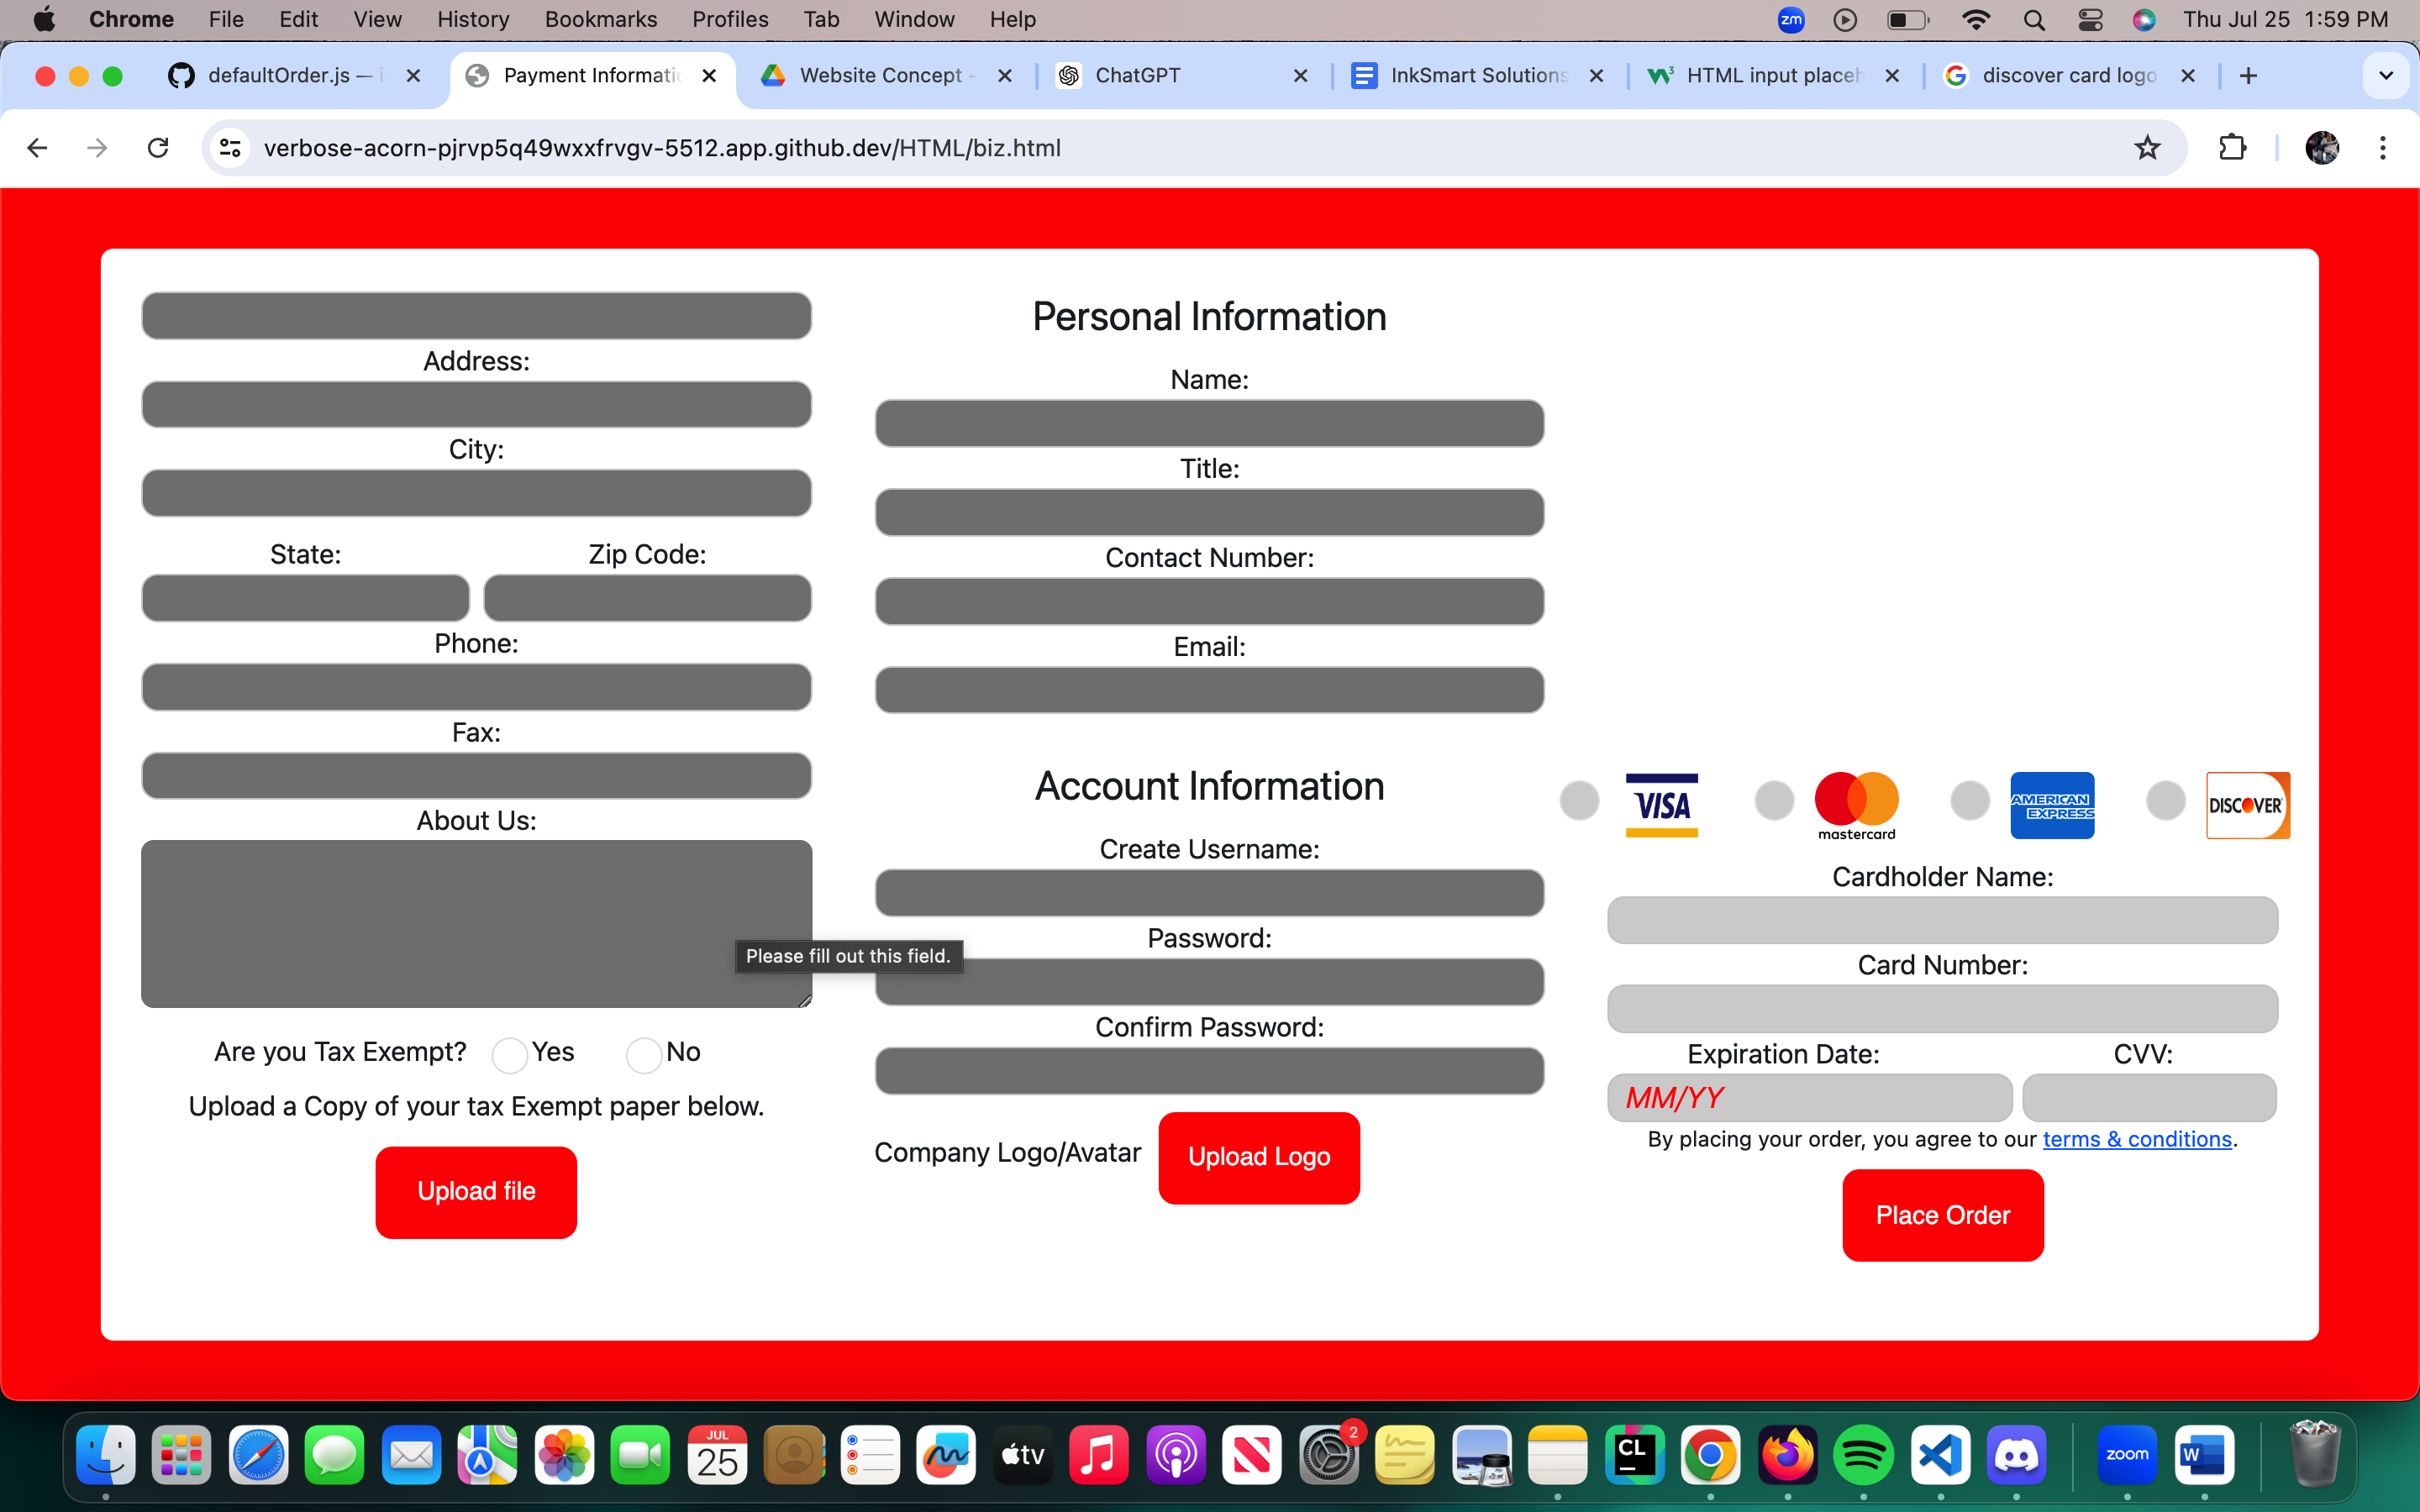 Chrome File Edit View History Bookmarks Profiles Tab Window Help zm Thu Jul 25 1:59 PM
defaultOrder.js — Payment Informati Website Concept - ChatGPT InkSmart Solutions HTML input placeh discover card logo
verbose-acorn-pjrvp5q49wxxfrvgv-5512.app.github.dev/HTML/biz.html
Address:
City:
State: Zip Code:
Phone:
Fax:
About Us:
Please fill out this field.
Are you Tax Exempt? Yes No
Upload a Copy of your tax Exempt paper below.
Upload file
Personal Information
Name:
Title:
Contact Number:
Email:
Account Information
Create Username:
Password:
Confirm Password:
Company Logo/Avatar Upload Logo
VISA mastercard AMERICAN EXPRESS DISCOVER
Cardholder Name:
Card Number:
Expiration Date: CVV:
MM/YY
By placing your order, you agree to our terms & conditions.
Place Order
JUL
25
tv
2
CL
zoom
W